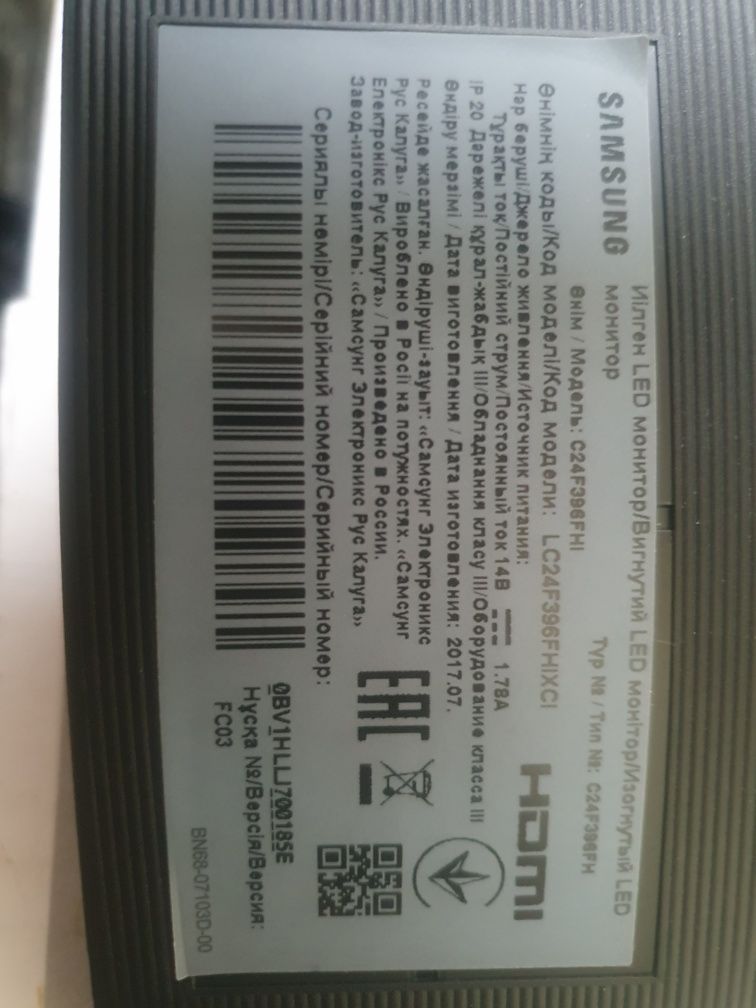 SAMSUNG
Иілген LED монитор/Вигнутий LED монітор/Изогнутый LED
монитор
Өнім / Модель: C24F396FHI
Түр № / Тип №: C24F396FH
Өнімнің коды/Код моделі/Код модели: LC24F396FHIXCI
Нәр беруші/Джерело живлення/Источник питания:
Тұрақты ток/Постійний струм/Постоянный ток 14В 1.78A
HDMI
IP 20 Дәрежелі құрал-жабдық III/Обладнання класу III/Оборудование класса III
Өндіру мерзімі / Дата виготовлення / Дата изготовления: 2017.07.
Ресейде жасалған. Өндіруші-зауыт: «Самсунг Электроникс
Рус Калуга» / Вироблено в Росії на потужностях. «Самсунг
Електронікс Рус Калуга» / Произведено в России.
Завод-изготовитель: «Самсунг Электроникс Рус Калуга»
EAC
Сериялы нөмірі/Серійний номер/Серийный номер:
0BV1HLLJ700185E
Нұсқа №/Версія/Версия:
FC03
BN68-07103D-00